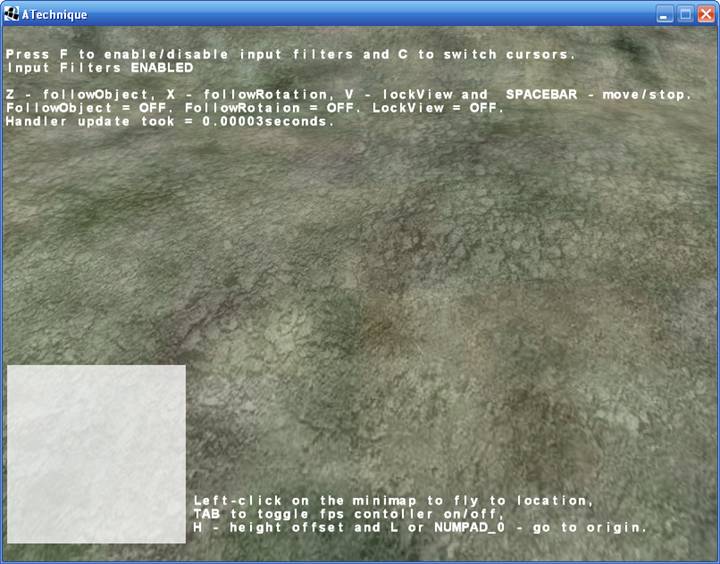 ATechnique
Press F to enable/disable input filters and C to switch cursors.
Input Filters ENABLED
Z - followObject, X - followRotation, V - lockView and SPACEBAR - move/stop.
FollowObject = OFF. FollowRotaion = OFF. LockView = OFF.
Handler update took = 0.00003seconds.
Left-click on the minimap to fly to location,
TAB to toggle fps contoller on/off,
H - height offset and L or NUMPAD_0 - go to origin.